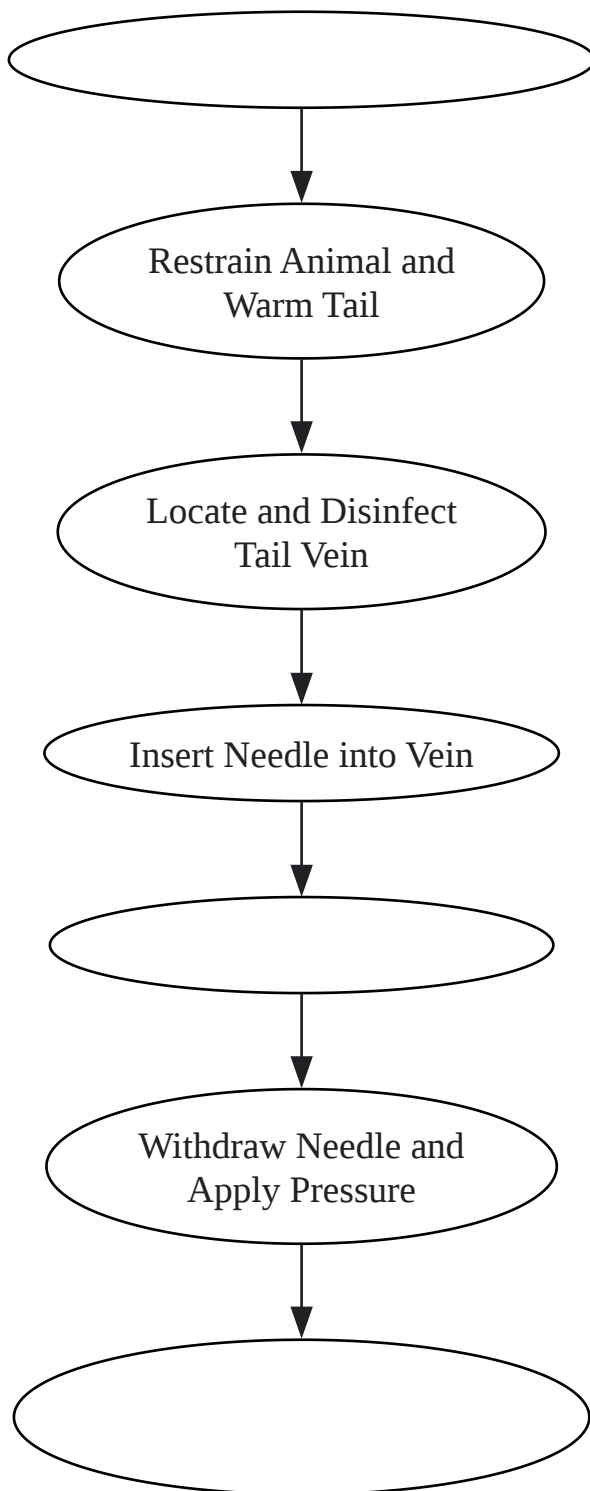 Restrain Animal and
Warm Tail
Locate and Disinfect
Tail Vein
Insert Needle into Vein
Withdraw Needle and
Apply Pressure